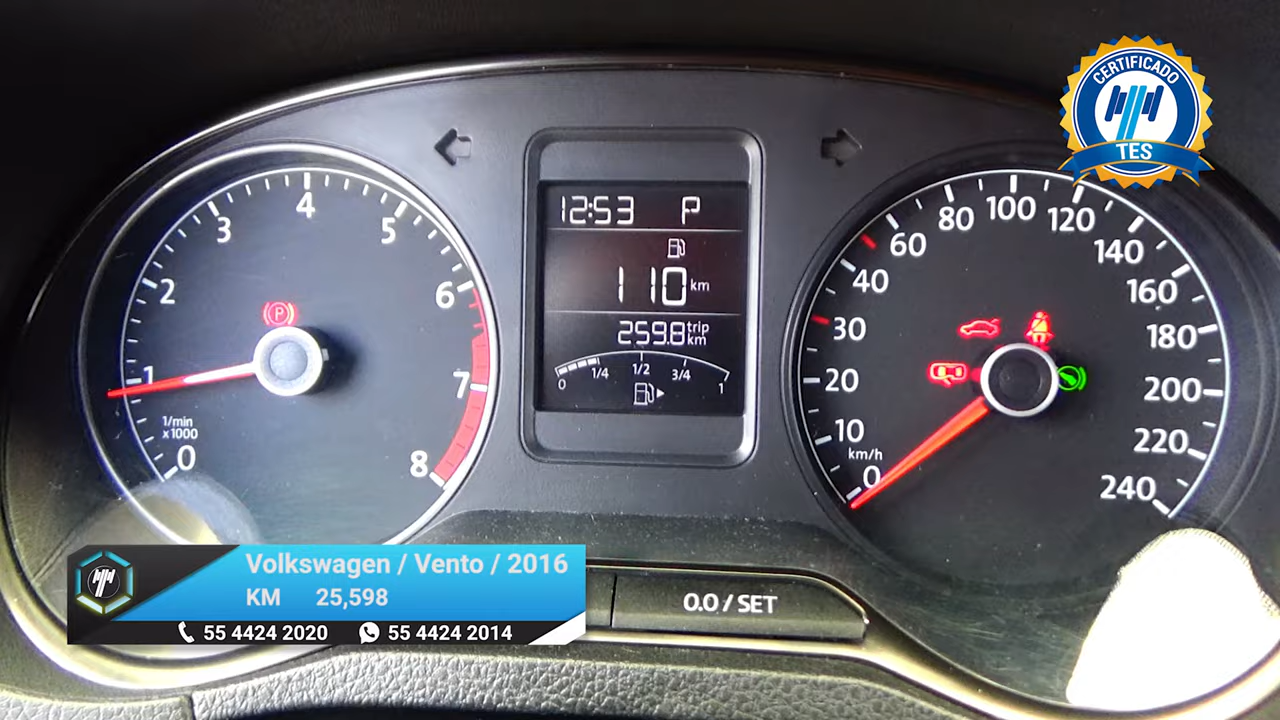 CERTIFICADO
TES
12:53 P
110 km
259.8 trip km
0 1/4 1/2 3/4 1
0
1
2
3
4
5
6
7
8
1/min
x1000
P
0
10
20
30
40
60
80
100
120
140
160
180
200
220
240
km/h
0.0 / SET
Volkswagen / Vento / 2016
KM 25,598
55 4424 2020 55 4424 2014